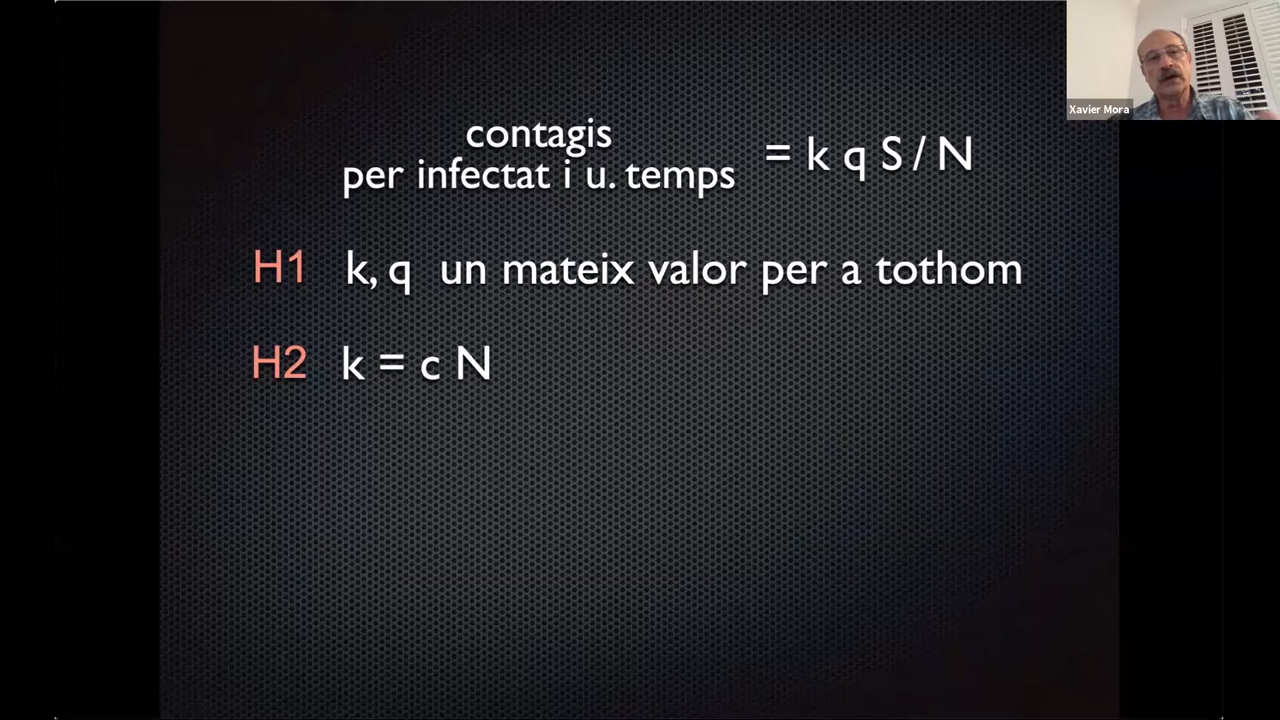 contagis
per infectat i u. temps = k q S / N
H1 k, q un mateix valor per a tothom
H2 k = c N
Xavier Mora